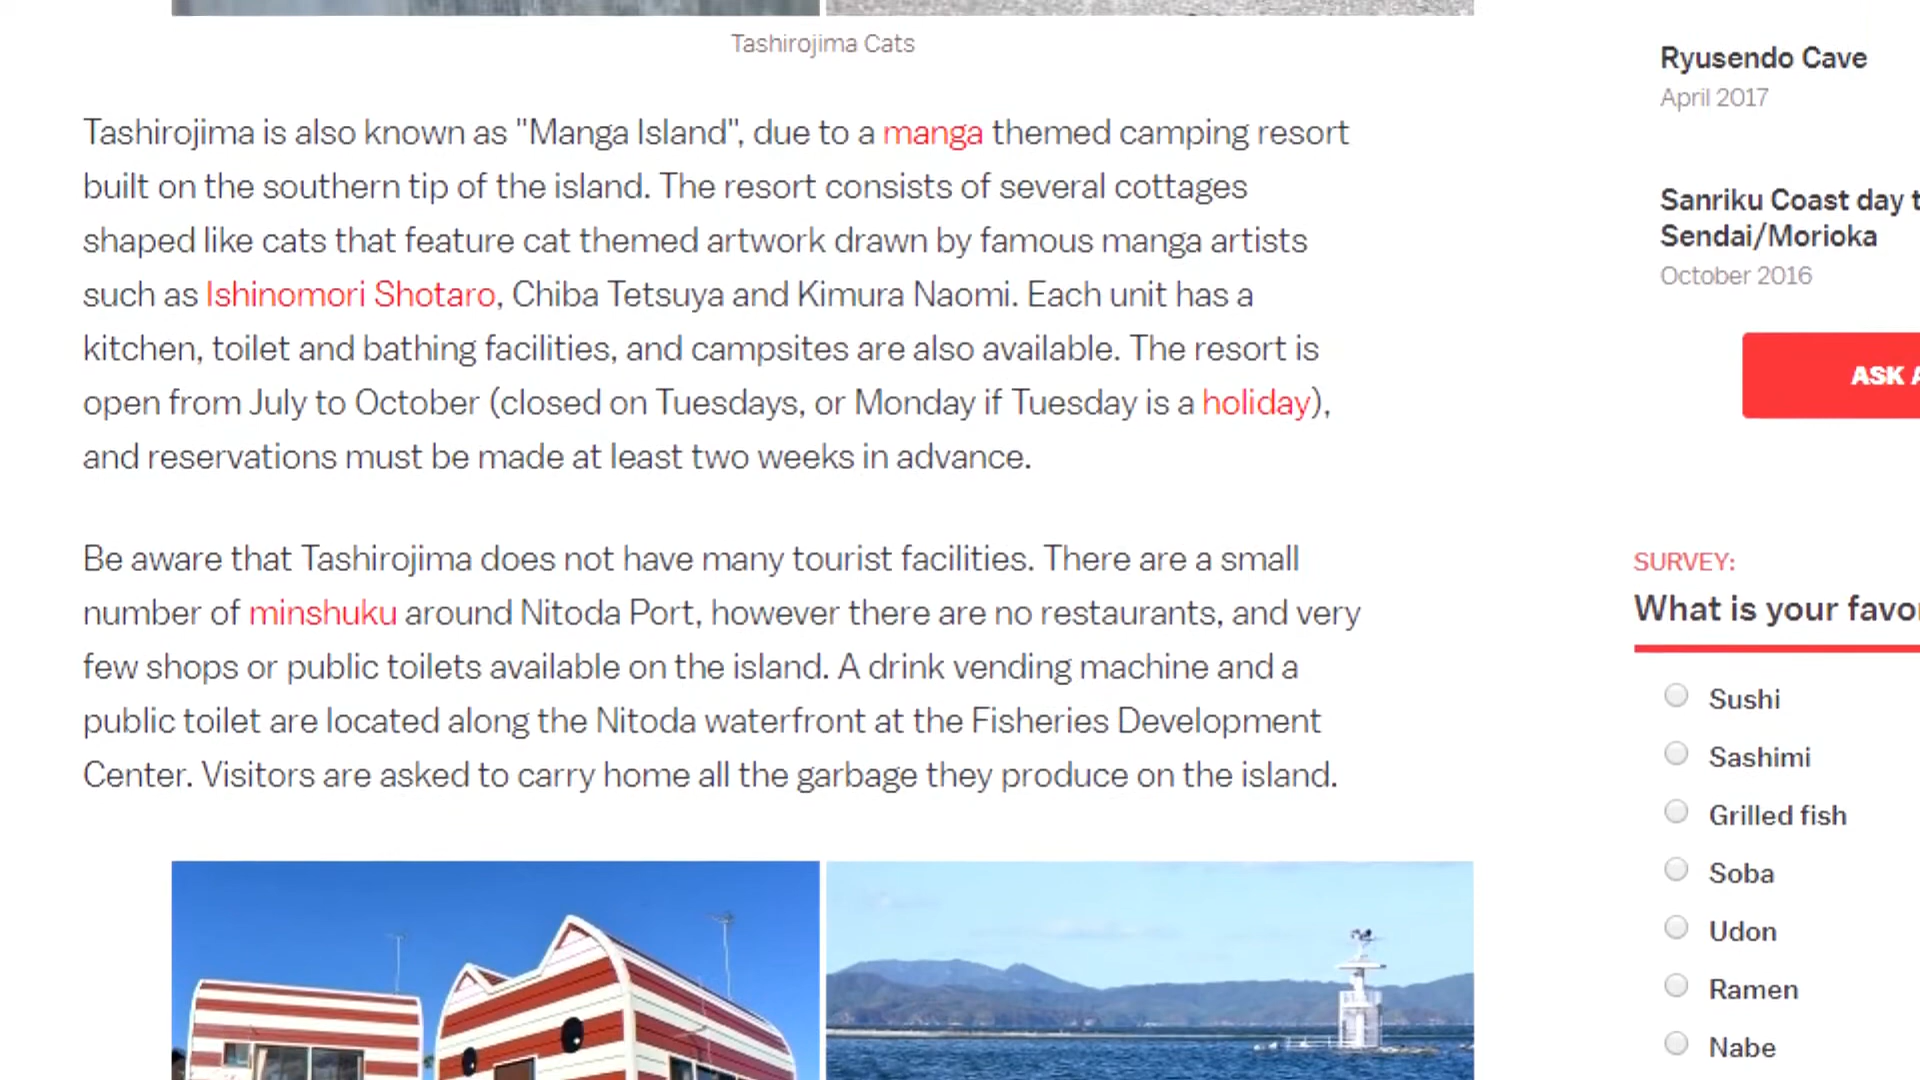 Tashirojima Cats
Tashirojima is also known as "Manga Island", due to a manga themed camping resort
built on the southern tip of the island. The resort consists of several cottages
shaped like cats that feature cat themed artwork drawn by famous manga artists
such as Ishinomori Shotaro, Chiba Tetsuya and Kimura Naomi. Each unit has a
kitchen, toilet and bathing facilities, and campsites are also available. The resort is
open from July to October (closed on Tuesdays, or Monday if Tuesday is a holiday),
and reservations must be made at least two weeks in advance.
Be aware that Tashirojima does not have many tourist facilities. There are a small
number of minshuku around Nitoda Port, however there are no restaurants, and very
few shops or public toilets available on the island. A drink vending machine and a
public toilet are located along the Nitoda waterfront at the Fisheries Development
Center. Visitors are asked to carry home all the garbage they produce on the island.
Ryusendo Cave
April 2017
Sanriku Coast day t
Sendai/Morioka
October 2016
ASK A
SURVEY:
What is your favo
Sushi
Sashimi
Grilled fish
Soba
Udon
Ramen
Nabe